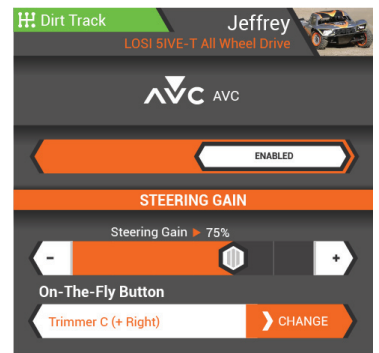 Dirt Track
Jeffrey
LOSI 5IVE-T All Wheel Drive
AVC AVC
ENABLED
STEERING GAIN
Steering Gain ▶ 75%
- +
On-The-Fly Button
Trimmer C (+ Right)
CHANGE